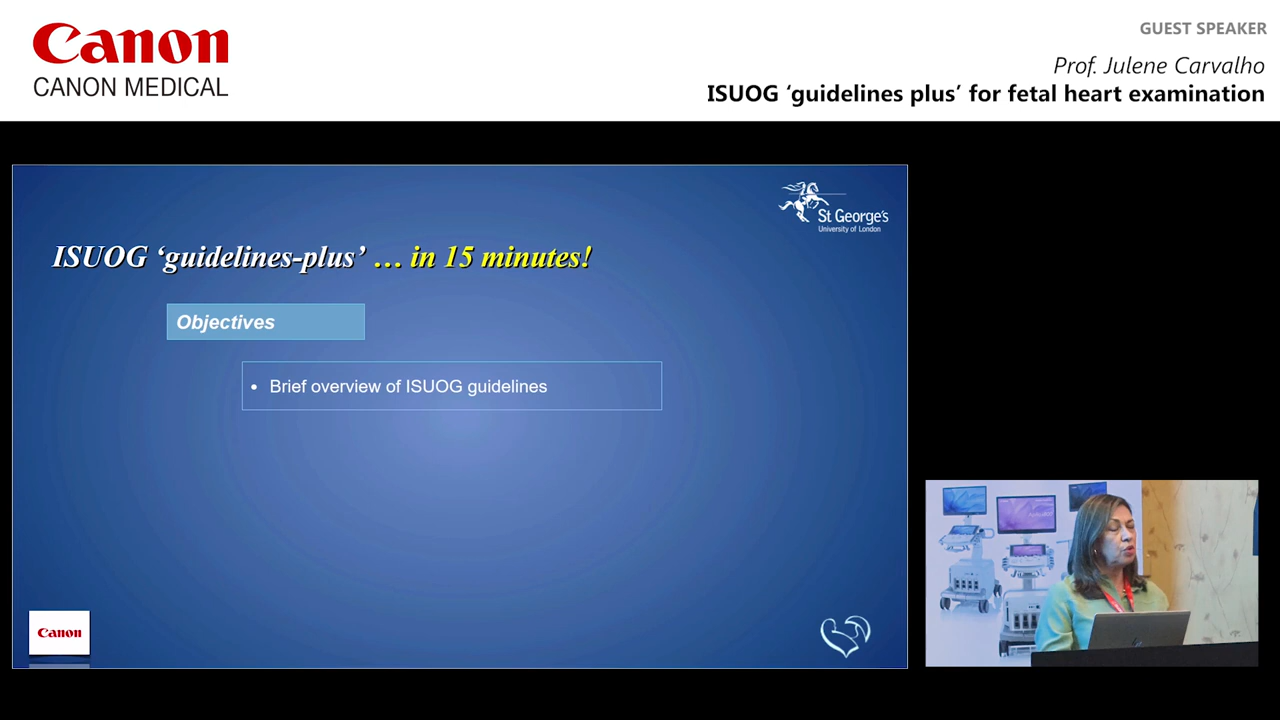 Canon
CANON MEDICAL
GUEST SPEAKER
Prof. Julene Carvalho
ISUOG ‘guidelines plus’ for fetal heart examination
St George's
University of London
ISUOG ‘guidelines-plus’ … in 15 minutes!
Objectives
• Brief overview of ISUOG guidelines
Canon